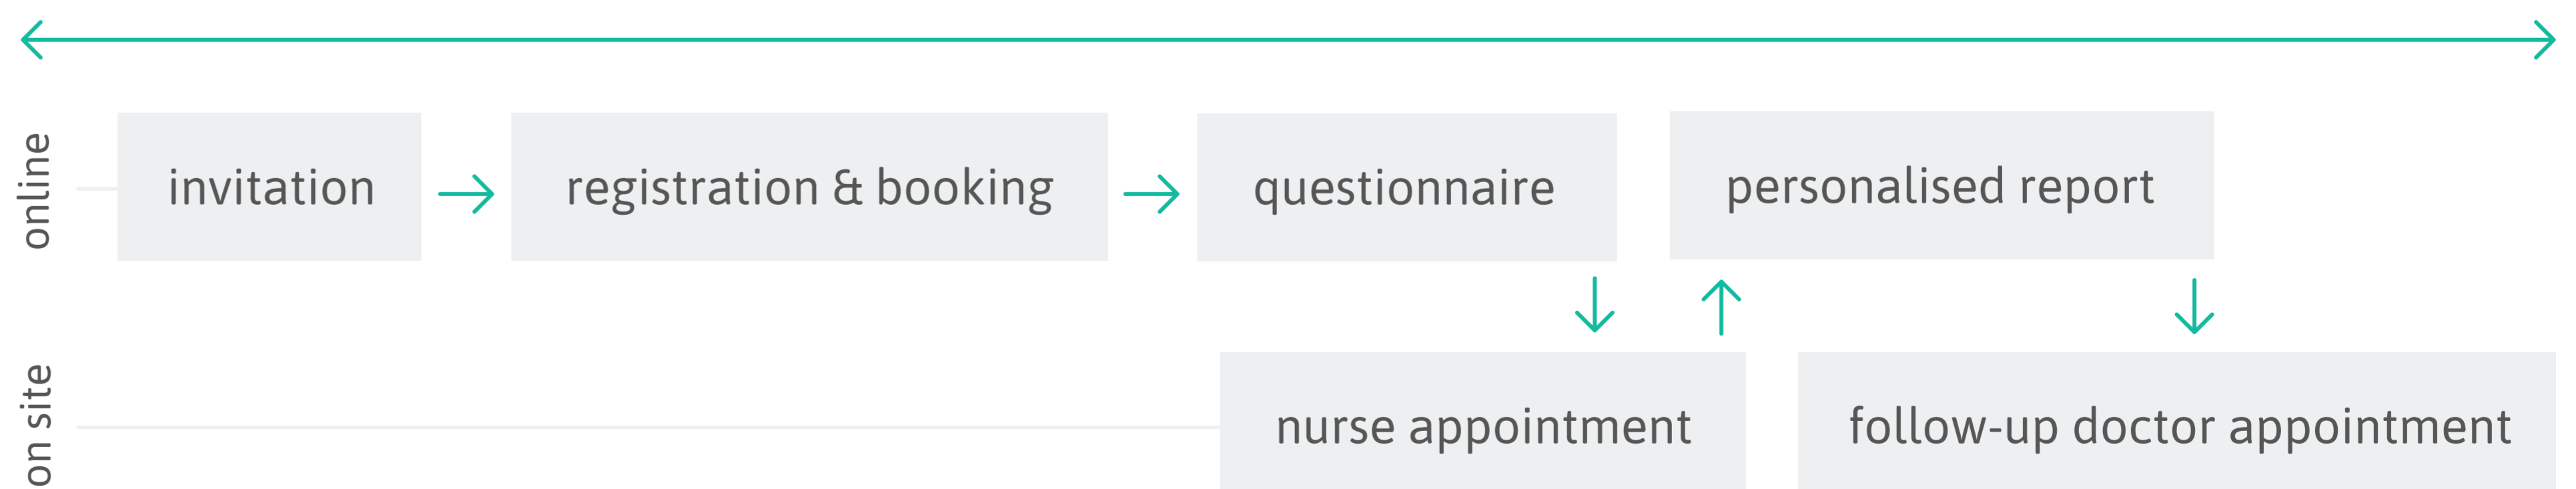 online
invitation
registration & booking
questionnaire
personalised report
on site
nurse appointment
follow-up doctor appointment